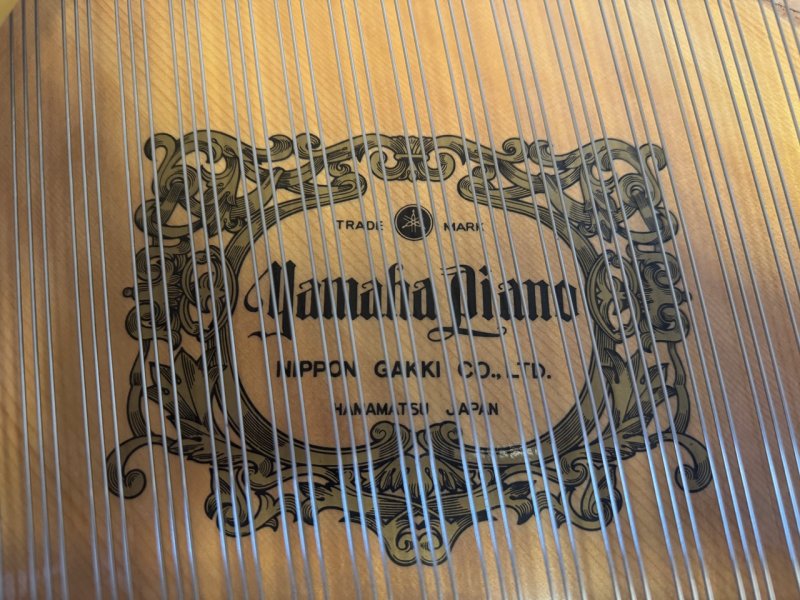 TRADE MARK
Yamaha Piano
NIPPON GAKKI CO., LTD.
HAMAMATSU JAPAN